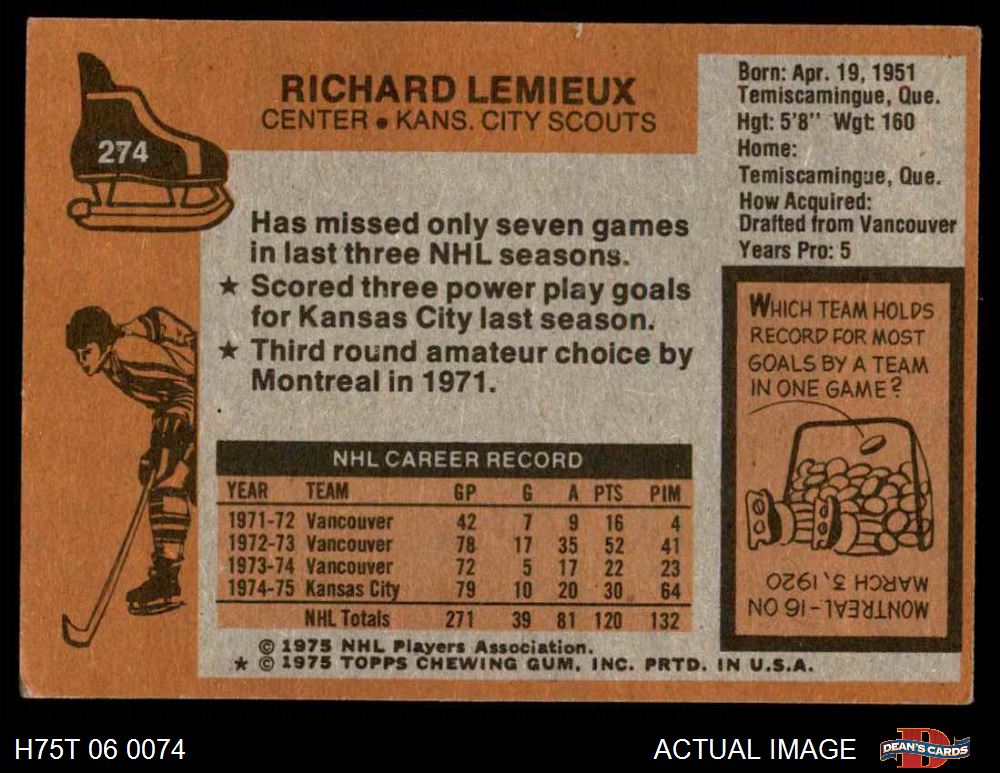 274
RICHARD LEMIEUX
CENTER • KANS. CITY SCOUTS
Born: Apr. 19, 1951
Temiscamingue, Que.
Hgt: 5'8" Wgt: 160
Home:
Temiscamingue, Que.
How Acquired:
Drafted from Vancouver
Years Pro: 5
Has missed only seven games
in last three NHL seasons.
★ Scored three power play goals
for Kansas City last season.
★ Third round amateur choice by
Montreal in 1971.
WHICH TEAM HOLDS
RECORD FOR MOST
GOALS BY A TEAM
IN ONE GAME?
MONTREAL-16 ON
MARCH 3, 1920
NHL CAREER RECORD
YEAR TEAM GP G A PTS PIM
1971-72 Vancouver 42 7 9 16 4
1972-73 Vancouver 78 17 35 52 41
1973-74 Vancouver 72 5 17 22 23
1974-75 Kansas City 79 10 20 30 64
NHL Totals 271 39 81 120 132
© 1975 NHL Players Association.
★ © 1975 TOPPS CHEWING GUM, INC. PRTD. IN U.S.A.
H75T 06 0074
ACTUAL IMAGE
DEAN'S CARDS